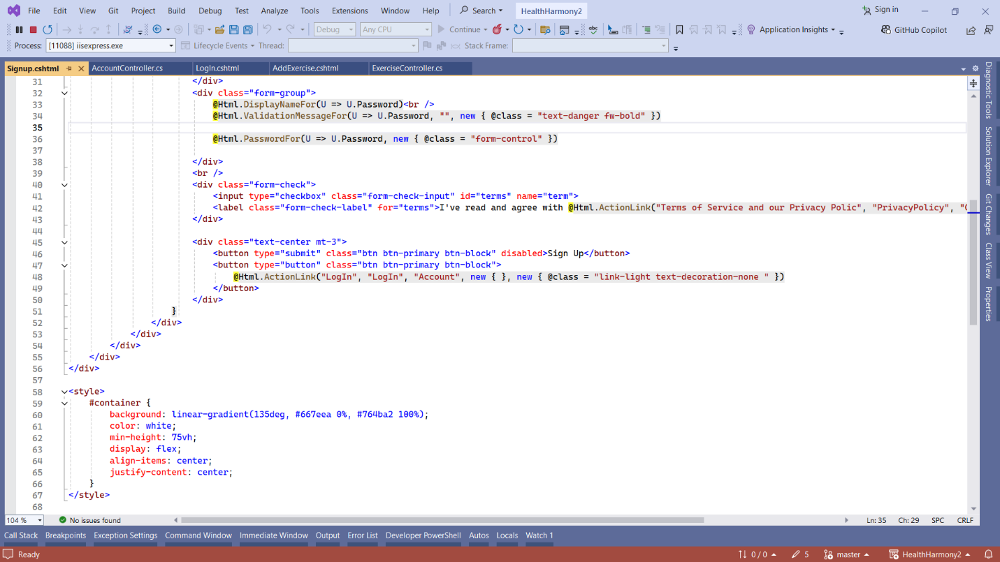 File Edit View Git Project Build Debug Test Analyze Tools Extensions Window Help Search HealthHarmony2 Sign in
Debug Any CPU Continue abc Application Insights GitHub Copilot
Process: [11088] iisexpress.exe Lifecycle Events Thread: Stack Frame:
Signup.cshtml AccountController.cs LogIn.cshtml AddExercise.cshtml ExerciseController.cs
31 </div>
32 <div class="form-group">
33 @Html.DisplayNameFor(U => U.Password)<br />
34 @Html.ValidationMessageFor(U => U.Password, "", new { @class = "text-danger fw-bold" })
35
36 @Html.PasswordFor(U => U.Password, new { @class = "form-control" })
37
38 </div>
39 <br />
40 <div class="form-check">
41 <input type="checkbox" class="form-check-input" id="terms" name="term">
42 <label class="form-check-label" for="terms">I've read and agree with @Html.ActionLink("Terms of Service and our Privacy Polic", "PrivacyPolicy", "
43 </div>
44
45 <div class="text-center mt-3">
46 <button type="submit" class="btn btn-primary btn-block" disabled>Sign Up</button>
47 <button type="button" class="btn btn-primary btn-block">
48 @Html.ActionLink("LogIn", "LogIn", "Account", new { }, new { @class = "link-light text-decoration-none " })
49 </button>
50 </div>
51 }
52 </div>
53 </div>
54 </div>
55 </div>
56 </div>
57
58 <style>
59 #container {
60 background: linear-gradient(135deg, #667eea 0%, #764ba2 100%);
61 color: white;
62 min-height: 75vh;
63 display: flex;
64 align-items: center;
65 justify-content: center;
66 }
67 </style>
68
Diagnostic Tools
Solution Explorer
Git Changes
Class View
Properties
104 % No issues found Ln: 35 Ch: 29 SPC CRLF
Call Stack Breakpoints Exception Settings Command Window Immediate Window Output Error List Developer PowerShell Autos Locals Watch 1
Ready 0 / 0 5 master HealthHarmony2